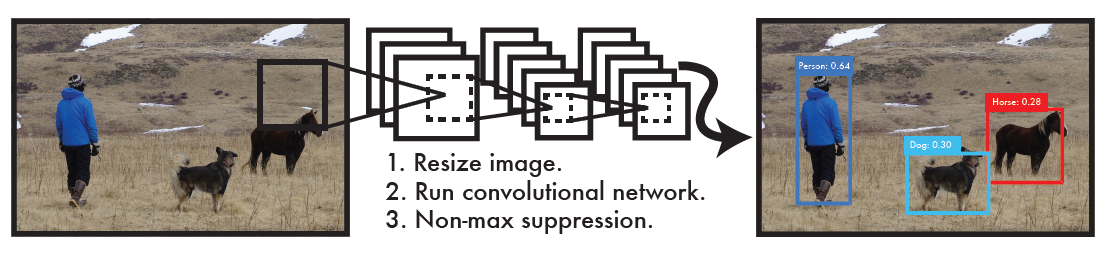 1. Resize image.
2. Run convolutional network.
3. Non-max suppression.
Person: 0.64
Horse: 0.28
Dog: 0.30